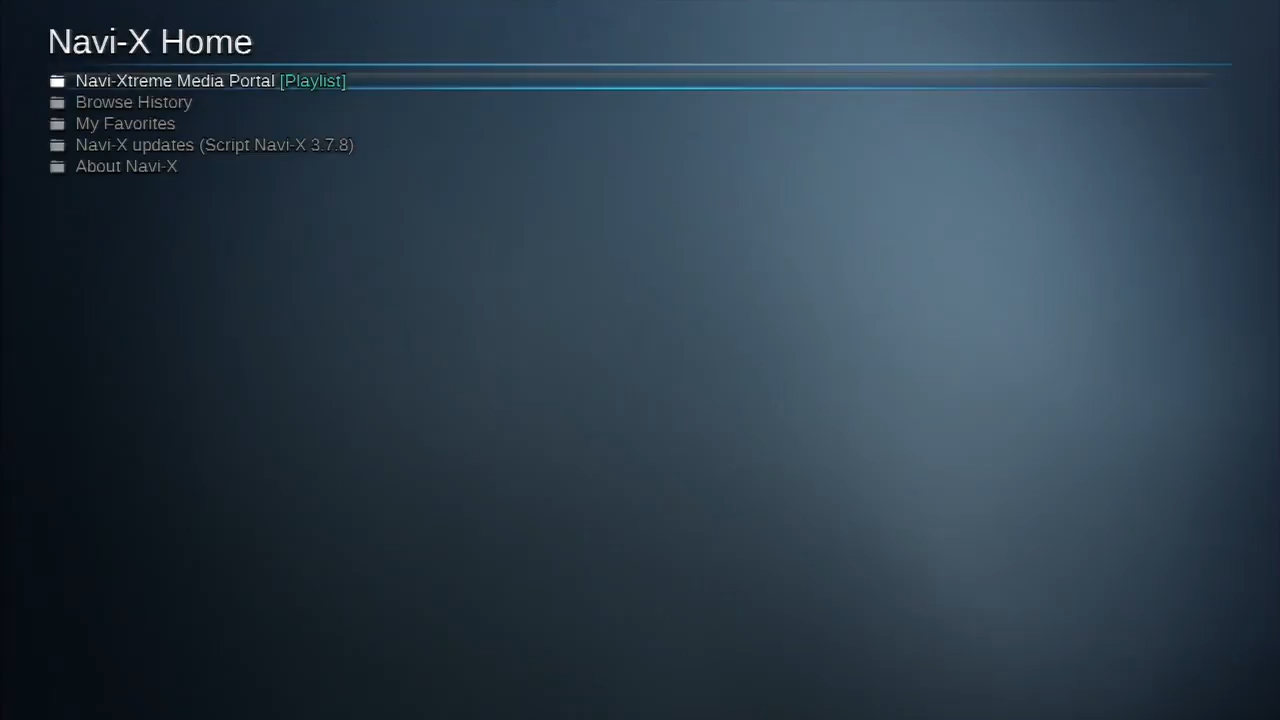 Navi-X Home
Navi-Xtreme Media Portal [Playlist]
Browse History
My Favorites
Navi-X updates (Script Navi-X 3.7.8)
About Navi-X